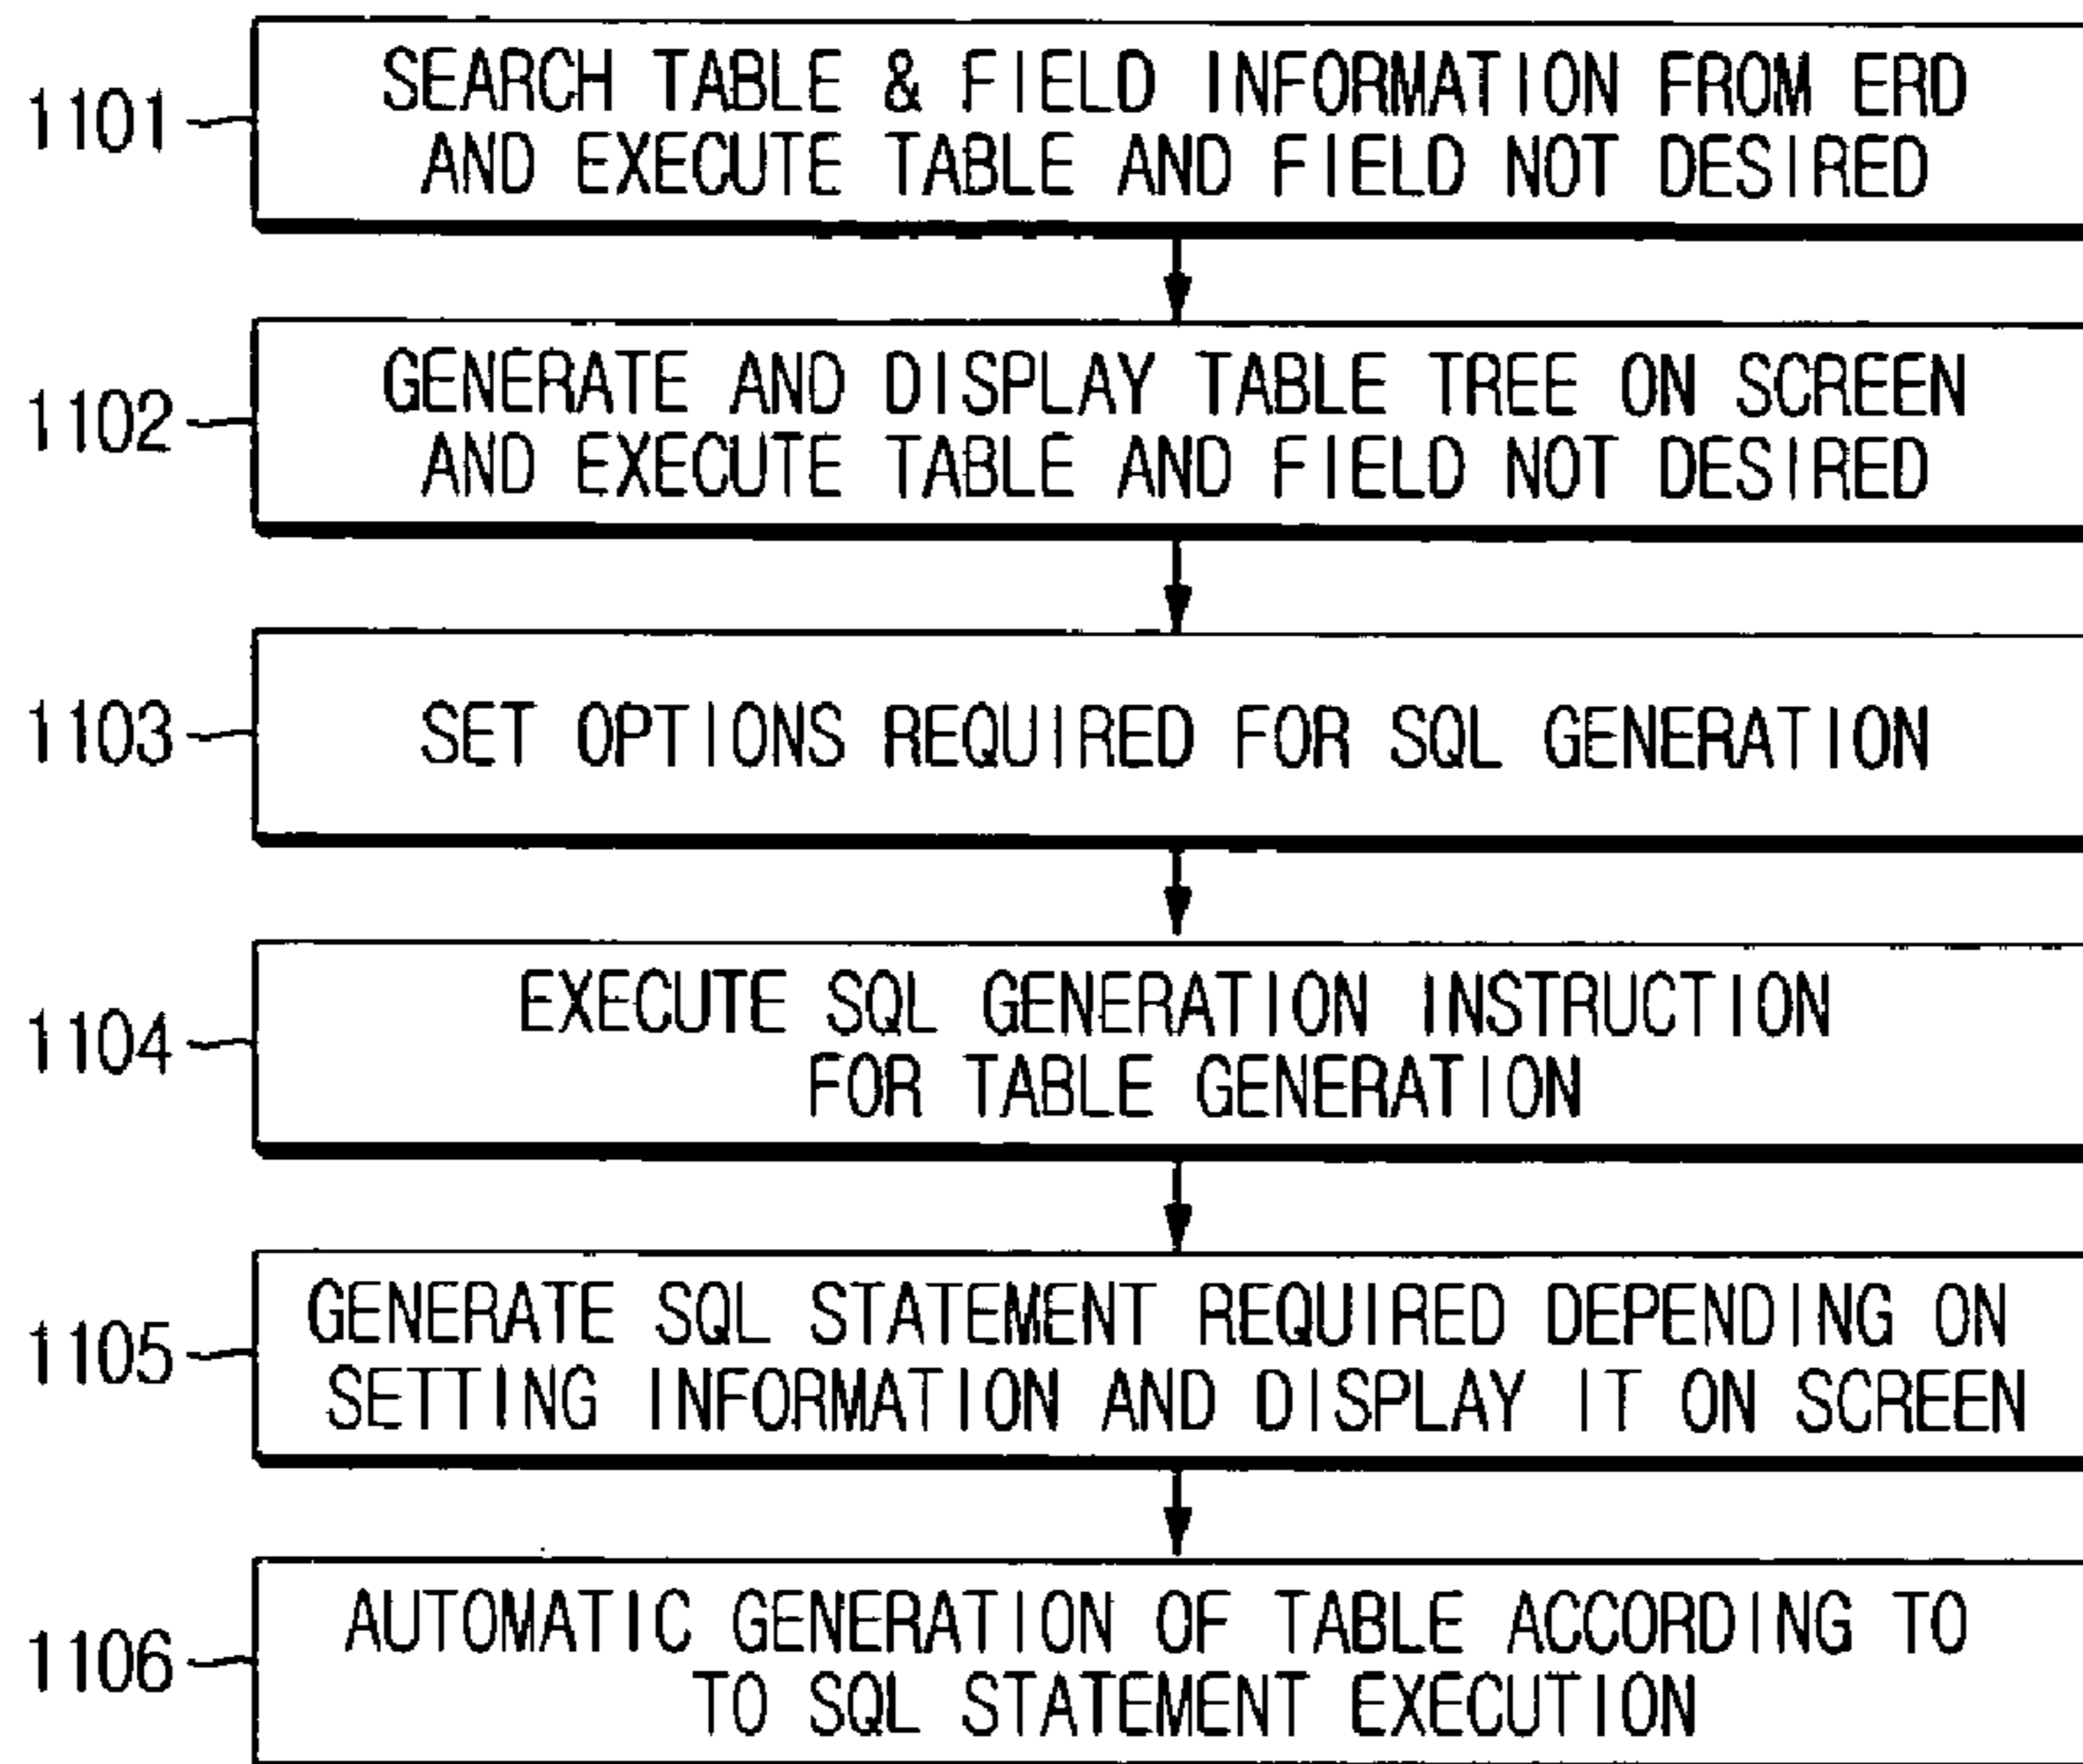 1101
SEARCH TABLE & FIELD INFORMATION FROM ERD
AND EXECUTE TABLE AND FIELD NOT DESIRED
1102
GENERATE AND DISPLAY TABLE TREE ON SCREEN
AND EXECUTE TABLE AND FIELD NOT DESIRED
1103
SET OPTIONS REQUIRED FOR SQL GENERATION
1104
EXECUTE SQL GENERATION INSTRUCTION
FOR TABLE GENERATION
1105
GENERATE SQL STATEMENT REQUIRED DEPENDING ON
SETTING INFORMATION AND DISPLAY IT ON SCREEN
1106
AUTOMATIC GENERATION OF TABLE ACCORDING TO
TO SQL STATEMENT EXECUTION